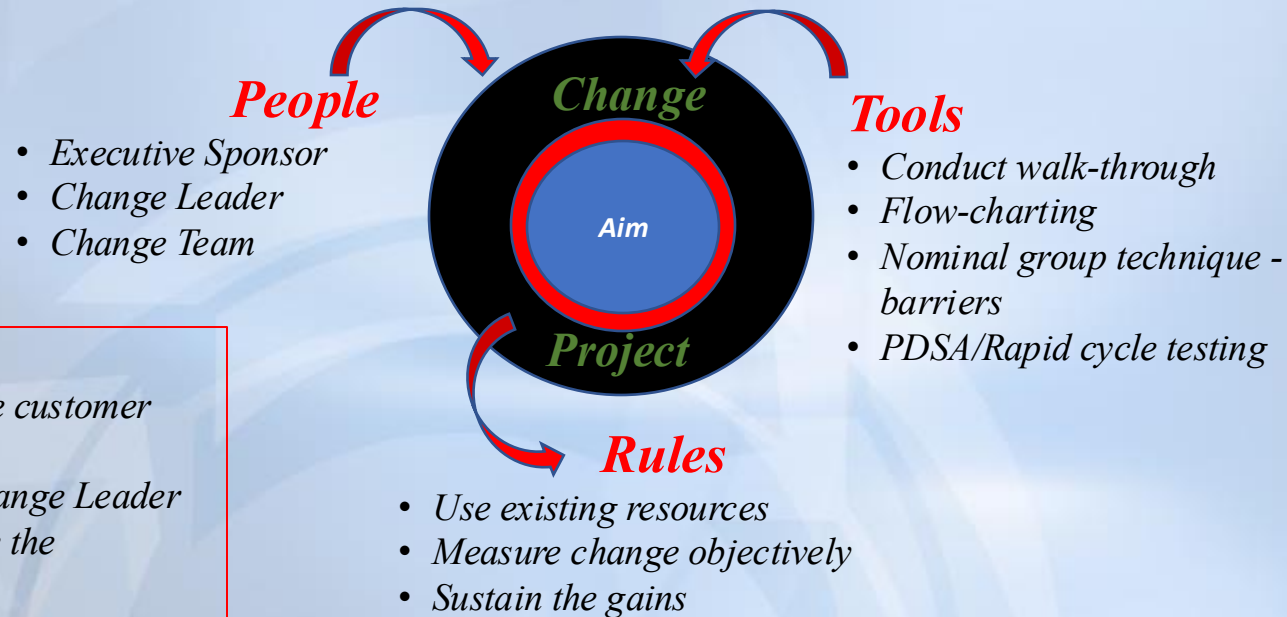 People
• Executive Sponsor
• Change Leader
• Change Team
Change
Aim
Project
Tools
• Conduct walk-through
• Flow-charting
• Nominal group technique -
barriers
• PDSA/Rapid cycle testing
customer
Leader
the
Rules
• Use existing resources
• Measure change objectively
• Sustain the gains